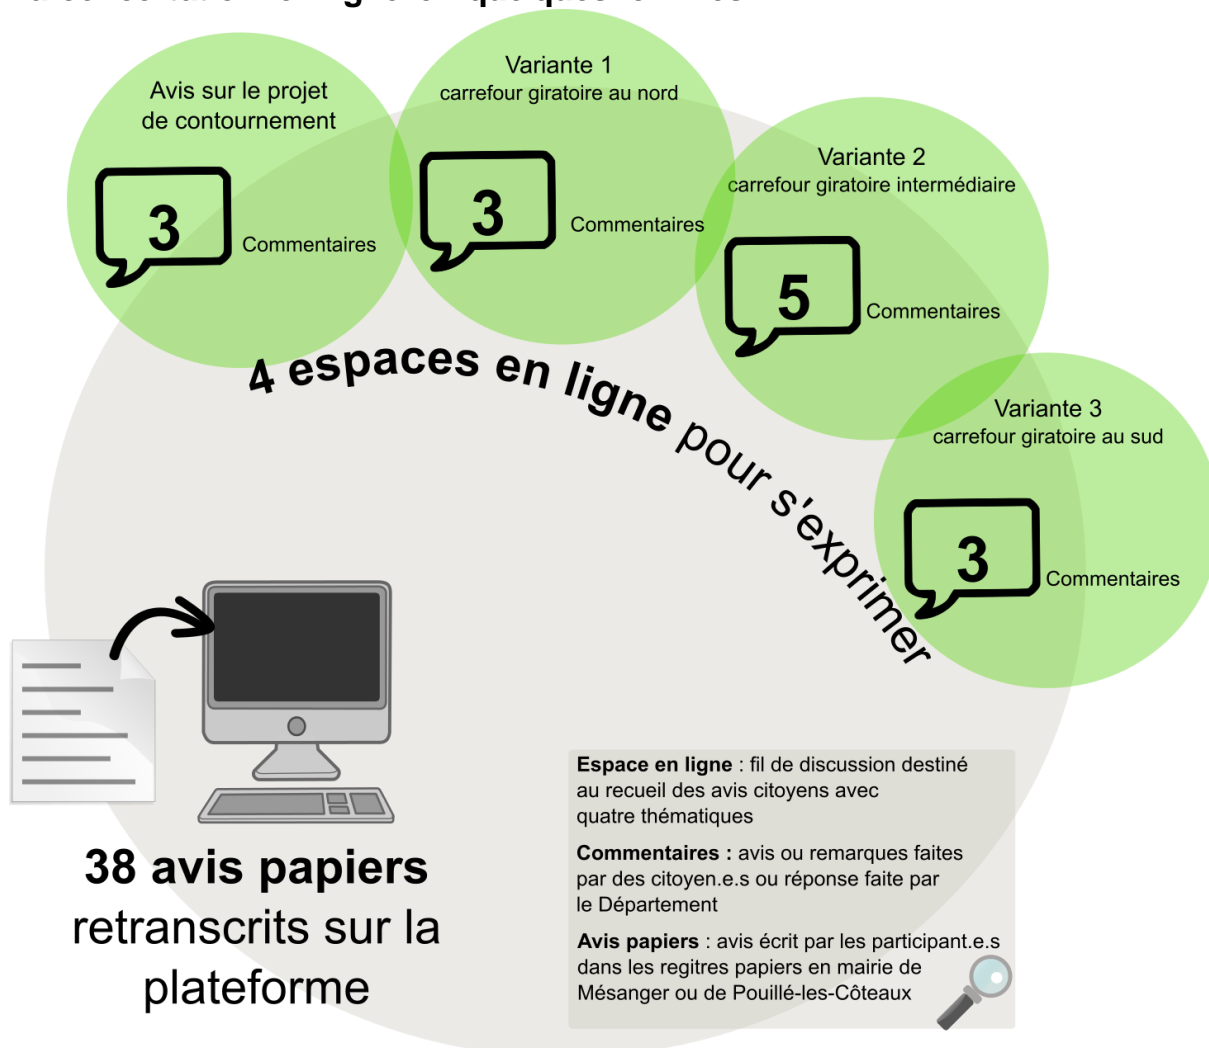 Avis sur le projet
de contournement
3
Commentaires
Variante 1
carrefour giratoire au nord
3
Commentaires
Variante 2
carrefour giratoire intermédiaire
5
Commentaires
Variante 3
carrefour giratoire au sud
3
Commentaires
4 espaces en ligne pour s'exprimer
38 avis papiers
retranscrits sur la
plateforme
Espace en ligne : fil de discussion destiné
au recueil des avis citoyens avec
quatre thématiques
Commentaires : avis ou remarques faites
par des citoyen.e.s ou réponse faite par
le Département
Avis papiers : avis écrit par les participant.e.s
dans les regitres papiers en mairie de
Mésanger ou de Pouillé-les-Côteaux